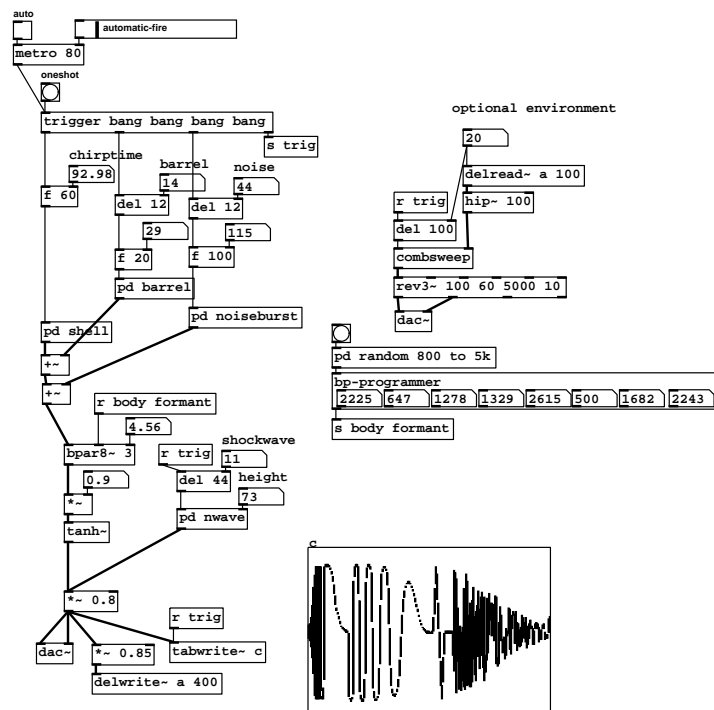 auto
automatic-fire
metro 80
oneshot
trigger bang bang bang bang
s trig
chirptime
92.98
f 60
barrel
14
del 12
29
f 20
pd barrel
noise
44
del 12
115
f 100
pd noiseburst
pd shell
+~
+~
r body formant
4.56
bpar8~ 3
0.9
*~
tanh~
r trig
shockwave
11
del 44
height
73
pd nwave
*~ 0.8
dac~
*~ 0.85
delwrite~ a 400
r trig
tabwrite~ c
optional environment
20
delread~ a 100
r trig
hip~ 100
del 100
combsweep
rev3~ 100 60 5000 10
dac~
pd random 800 to 5k
bp-programmer
2225 647 1278 1329 2615 500 1682 2243
s body formant
c